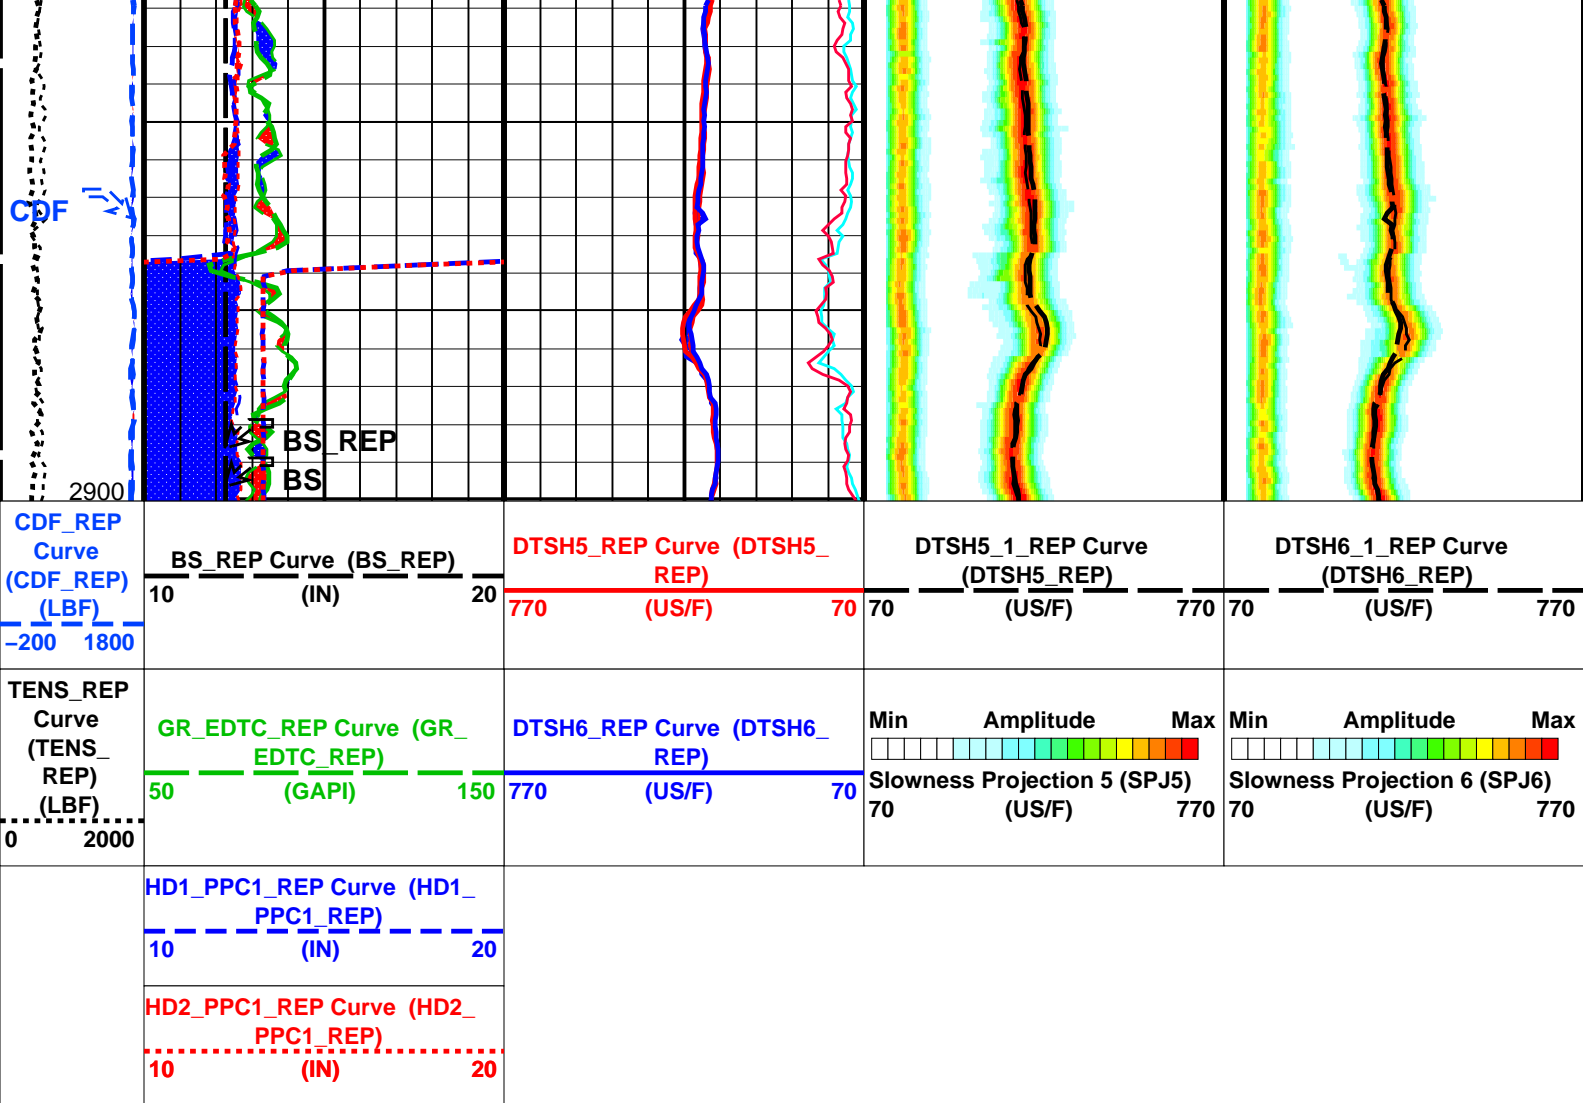 CDF
BS_REP
BS
2900
CDF_REP
Curve
(CDF_REP)
(LBF)
−200 1800
BS_REP Curve (BS_REP)
10 (IN) 20
DTSH5_REP Curve (DTSH5_
REP)
770 (US/F) 70
DTSH5_1_REP Curve
(DTSH5_REP)
70 (US/F) 770
DTSH6_1_REP Curve
(DTSH6_REP)
70 (US/F) 770
TENS_REP
Curve
(TENS_
REP)
(LBF)
0 2000
GR_EDTC_REP Curve (GR_
EDTC_REP)
50 (GAPI) 150
DTSH6_REP Curve (DTSH6_
REP)
770 (US/F) 70
Min Amplitude Max
Slowness Projection 5 (SPJ5)
70 (US/F) 770
Min Amplitude Max
Slowness Projection 6 (SPJ6)
70 (US/F) 770
HD1_PPC1_REP Curve (HD1_
PPC1_REP)
10 (IN) 20
HD2_PPC1_REP Curve (HD2_
PPC1_REP)
10 (IN) 20